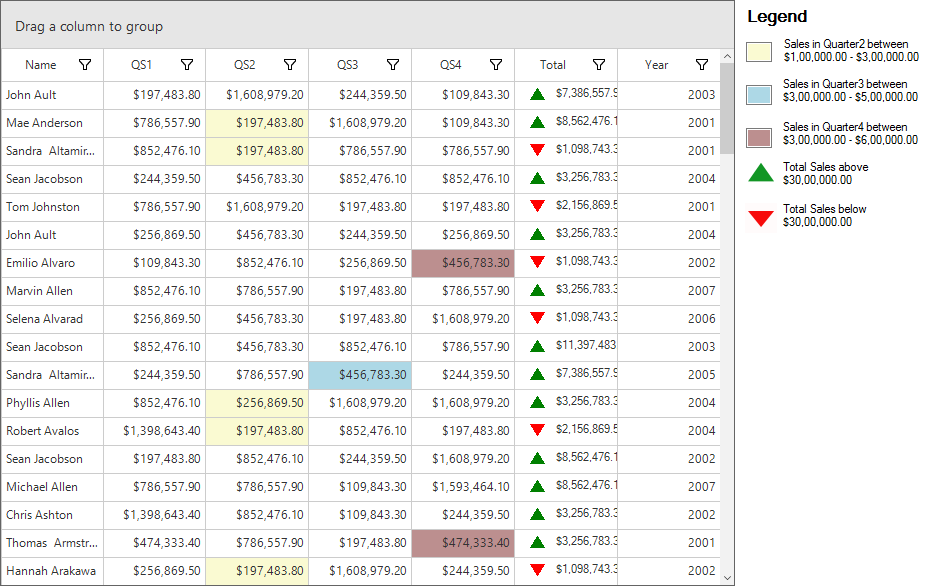 Drag a column to group
Name QS1 QS2 QS3 QS4 Total Year
John Ault $197,483.80 $1,608,979.20 $244,359.50 $109,843.30 $7,386,557.9 2003
Mae Anderson $786,557.90 $197,483.80 $1,608,979.20 $109,843.30 $8,562,476.1 2001
Sandra Altamir... $852,476.10 $197,483.80 $786,557.90 $786,557.90 $1,098,743.3 2001
Sean Jacobson $244,359.50 $456,783.30 $852,476.10 $852,476.10 $3,256,783.3 2004
Tom Johnston $786,557.90 $1,608,979.20 $197,483.80 $197,483.80 $2,156,869.5 2001
John Ault $256,869.50 $456,783.30 $244,359.50 $256,869.50 $3,256,783.3 2004
Emilio Alvaro $109,843.30 $852,476.10 $256,869.50 $456,783.30 $1,098,743.3 2002
Marvin Allen $852,476.10 $786,557.90 $197,483.80 $786,557.90 $3,256,783.3 2007
Selena Alvarad $256,869.50 $456,783.30 $197,483.80 $1,608,979.20 $1,098,743.3 2006
Sean Jacobson $852,476.10 $456,783.30 $852,476.10 $786,557.90 $11,397,483 2003
Sandra Altamir... $244,359.50 $786,557.90 $456,783.30 $244,359.50 $7,386,557.9 2005
Phyllis Allen $852,476.10 $256,869.50 $1,608,979.20 $1,608,979.20 $3,256,783.3 2004
Robert Avalos $1,398,643.40 $197,483.80 $852,476.10 $197,483.80 $2,156,869.5 2004
Sean Jacobson $197,483.80 $852,476.10 $244,359.50 $1,608,979.20 $8,562,476.1 2002
Michael Allen $786,557.90 $786,557.90 $109,843.30 $1,593,464.10 $8,562,476.1 2007
Chris Ashton $1,398,643.40 $852,476.10 $109,843.30 $244,359.50 $3,256,783.3 2002
Thomas Armstr... $474,333.40 $786,557.90 $197,483.80 $474,333.40 $3,256,783.3 2001
Hannah Arakawa $256,869.50 $197,483.80 $1,608,979.20 $244,359.50 $1,098,743.3 2002
Legend
Sales in Quarter2 between
$1,00,000.00 - $3,00,000.00
Sales in Quarter3 between
$3,00,000.00 - $5,00,000.00
Sales in Quarter4 between
$3,00,000.00 - $6,00,000.00
Total Sales above
$30,00,000.00
Total Sales below
$30,00,000.00